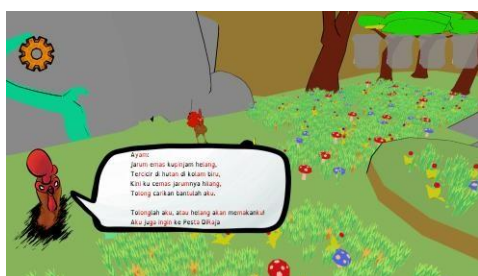 Ayam:
Jarum emas kupinjam helang,
Tercicir di hutan di kolam biru,
Kini ku cemas jarumnya hilang,
Tolong carikan bantulah aku.
Tolonglah aku, atau helang akan memakanku!
Aku juga ingin ke Pesta DiRaja